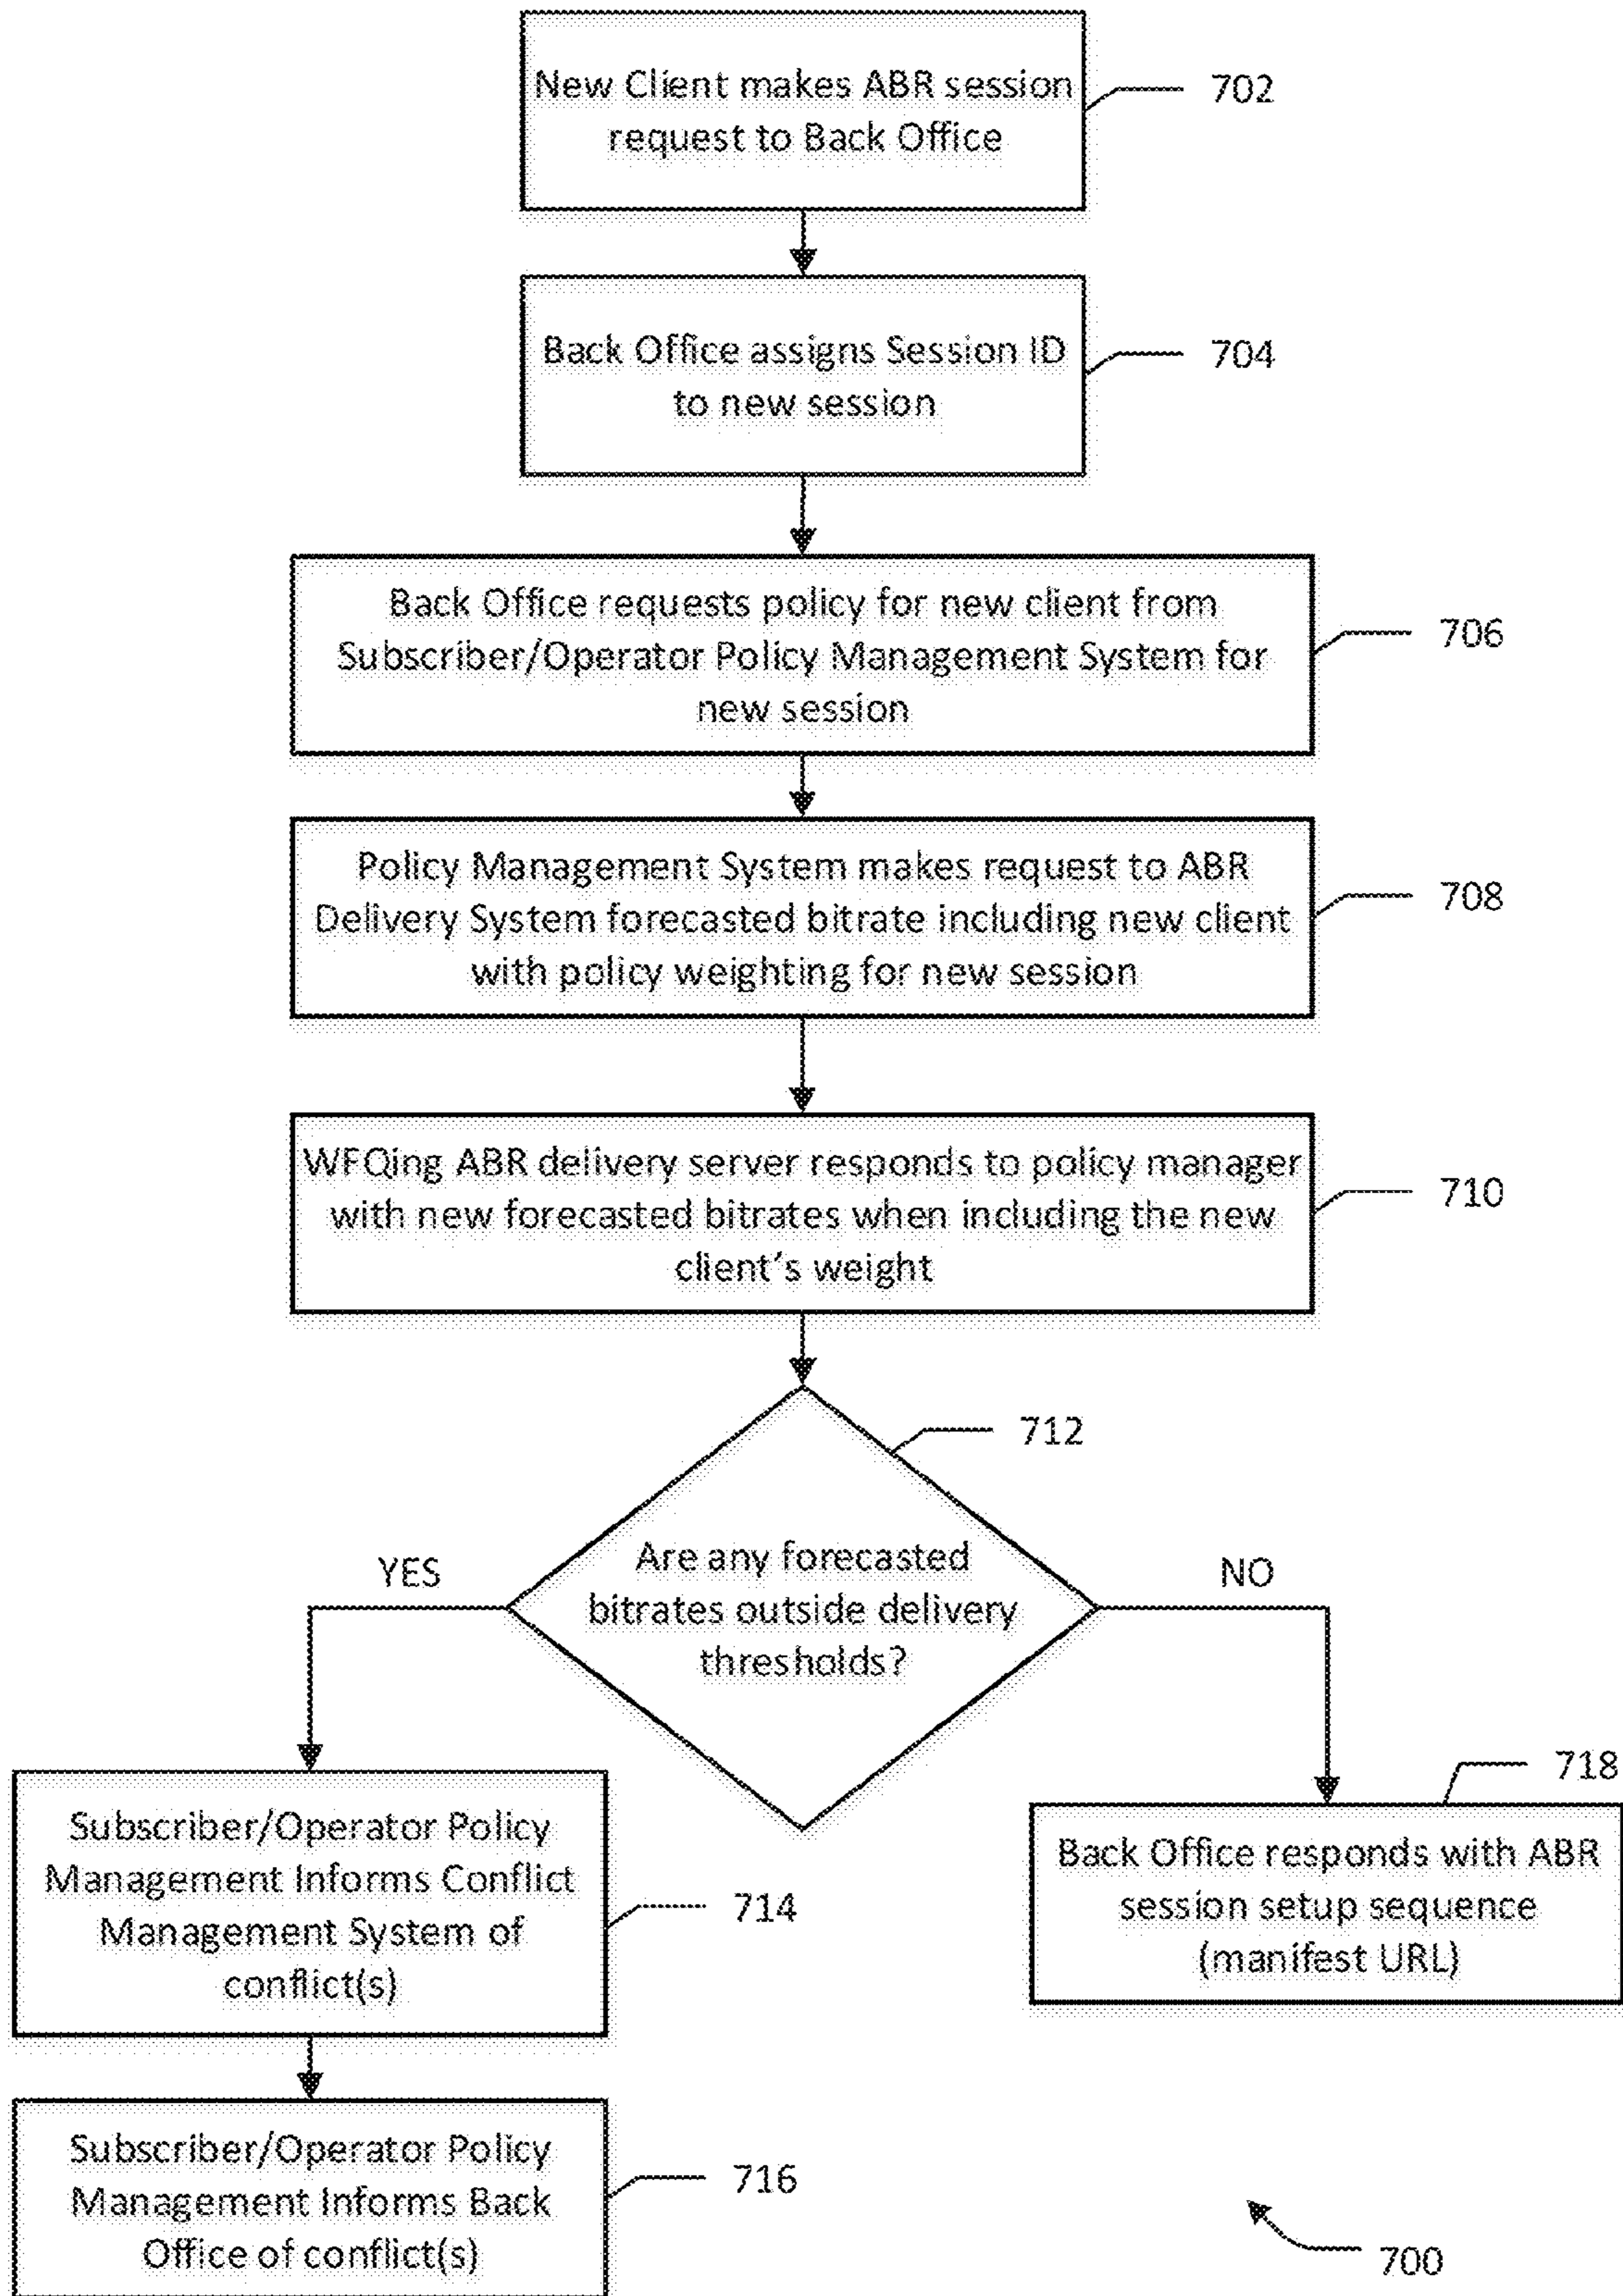 New Client makes ABR session
request to Back Office
702
Back Office assigns Session ID
to new session
704
Back Office requests policy for new client from
Subscriber/Operator Policy Management System for
new session
706
Policy Management System makes request to ABR
Delivery System forecasted bitrate including new client
with policy weighting for new session
708
WFQing ABR delivery server responds to policy manager
with new forecasted bitrates when including the new
client's weight
710
712
Are any forecasted
bitrates outside delivery
thresholds?
YES
NO
Subscriber/Operator Policy
Management Informs Conflict
Management System of
conflict(s)
714
718
Back Office responds with ABR
session setup sequence
(manifest URL)
Subscriber/Operator Policy
Management Informs Back
Office of conflict(s)
716
700